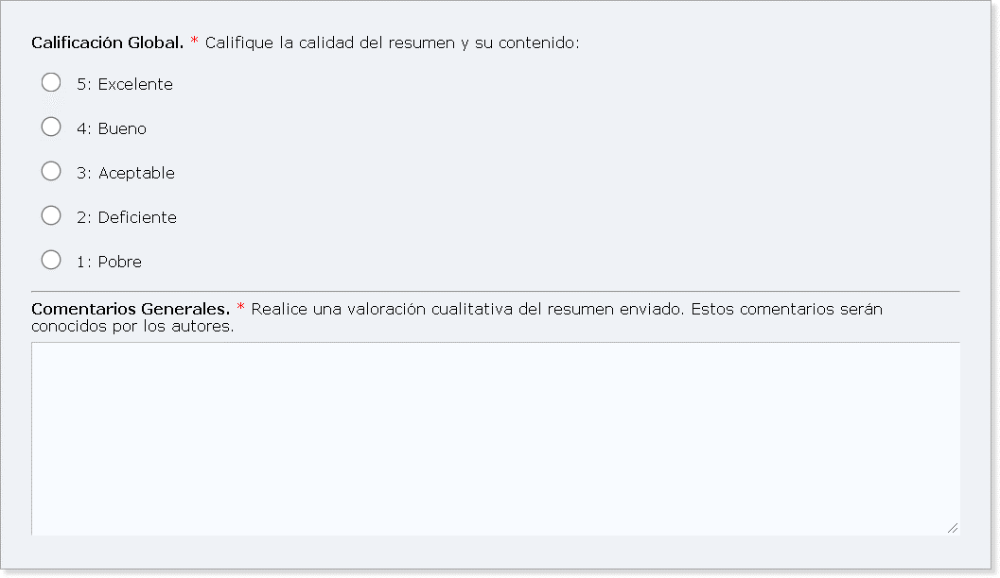 Calificación Global. * Califique la calidad del resumen y su contenido:
5: Excelente
4: Bueno
3: Aceptable
2: Deficiente
1: Pobre
Comentarios Generales. * Realice una valoración cualitativa del resumen enviado. Estos comentarios serán
conocidos por los autores.